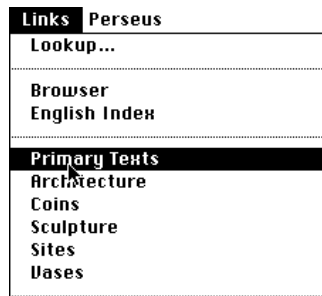 Links Perseus
Lookup...
Browser
English Index
Primary Texts
Architecture
Coins
Sculpture
Sites
Vases